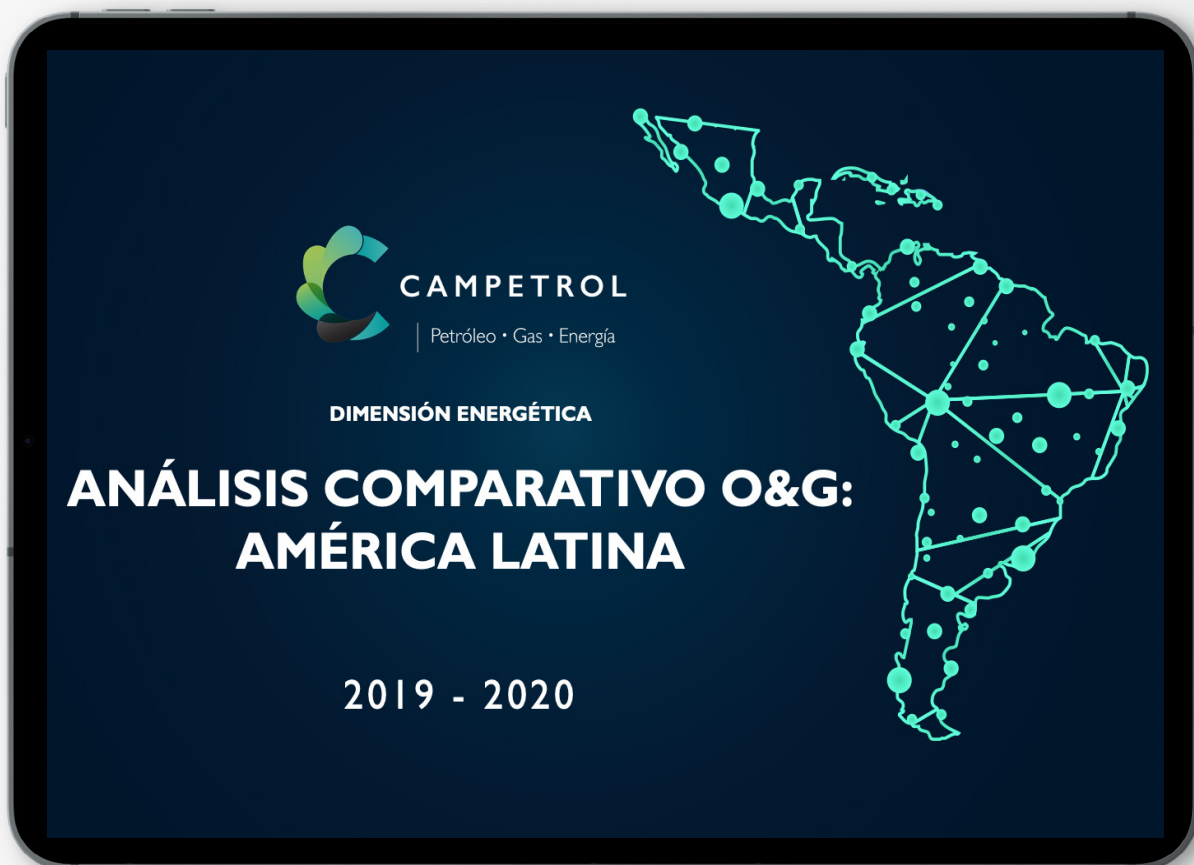 CAMPETROL
Petróleo • Gas • Energía
DIMENSIÓN ENERGÉTICA
ANÁLISIS COMPARATIVO O&G:
AMÉRICA LATINA
2019 - 2020